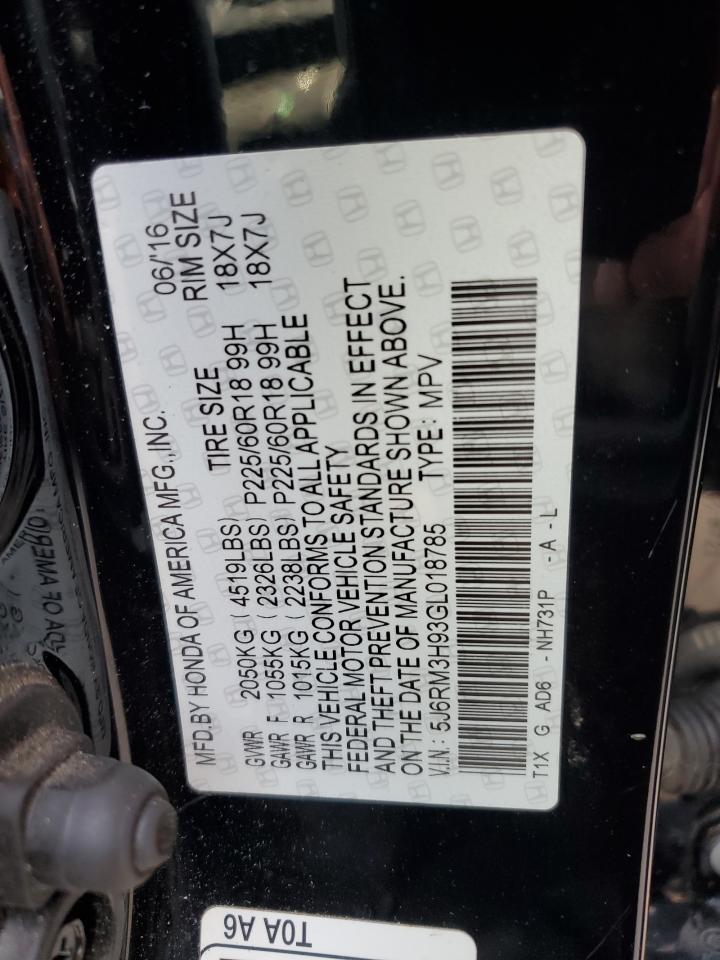 MFD.BY HONDA OF AMERICA MFG.,INC. 06/'16
GVWR 2050KG ( 4519LBS) TIRE SIZE RIM SIZE
GAWR F 1055KG ( 2326LBS) P225/60R18 99H 18X7J
GAWR R 1015KG ( 2238LBS) P225/60R18 99H 18X7J
THIS VEHICLE CONFORMS TO ALL APPLICABLE
FEDERAL MOTOR VEHICLE SAFETY
AND THEFT PREVENTION STANDARDS IN EFFECT
ON THE DATE OF MANUFACTURE SHOWN ABOVE.
V.I.N.: 5J6RM3H93GL018785 TYPE: MPV
T1X G AD6 -NH731P -A-L
T0A A6